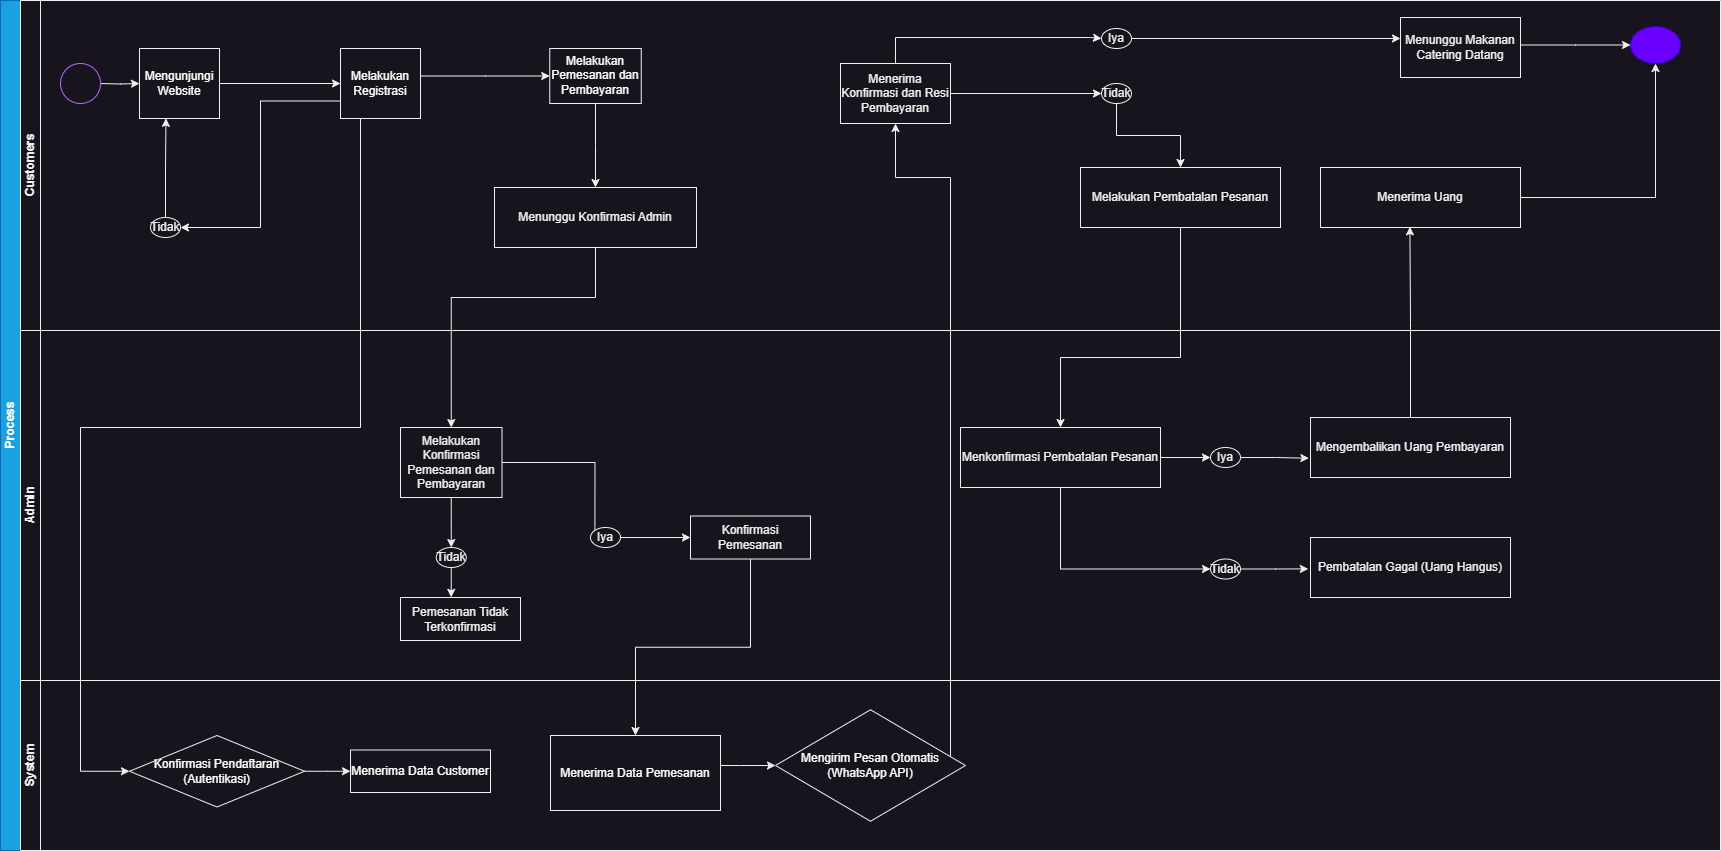 Process
Customers
Mengunjungi
Website
Melakukan
Registrasi
Tidak
Melakukan
Pemesanan dan
Pembayaran
Menunggu Konfirmasi Admin
Menerima
Konfirmasi dan Resi
Pembayaran
Iya
Tidak
Menunggu Makanan
Catering Datang
Melakukan Pembatalan Pesanan
Menerima Uang
Admin
Melakukan
Konfirmasi
Pemesanan dan
Pembayaran
Tidak
Pemesanan Tidak
Terkonfirmasi
Iya
Konfirmasi
Pemesanan
Menkonfirmasi Pembatalan Pesanan
Iya
Mengembalikan Uang Pembayaran
Tidak
Pembatalan Gagal (Uang Hangus)
System
Konfirmasi Pendaftaran
(Autentikasi)
Menerima Data Customer
Menerima Data Pemesanan
Mengirim Pesan Otomatis
(WhatsApp API)